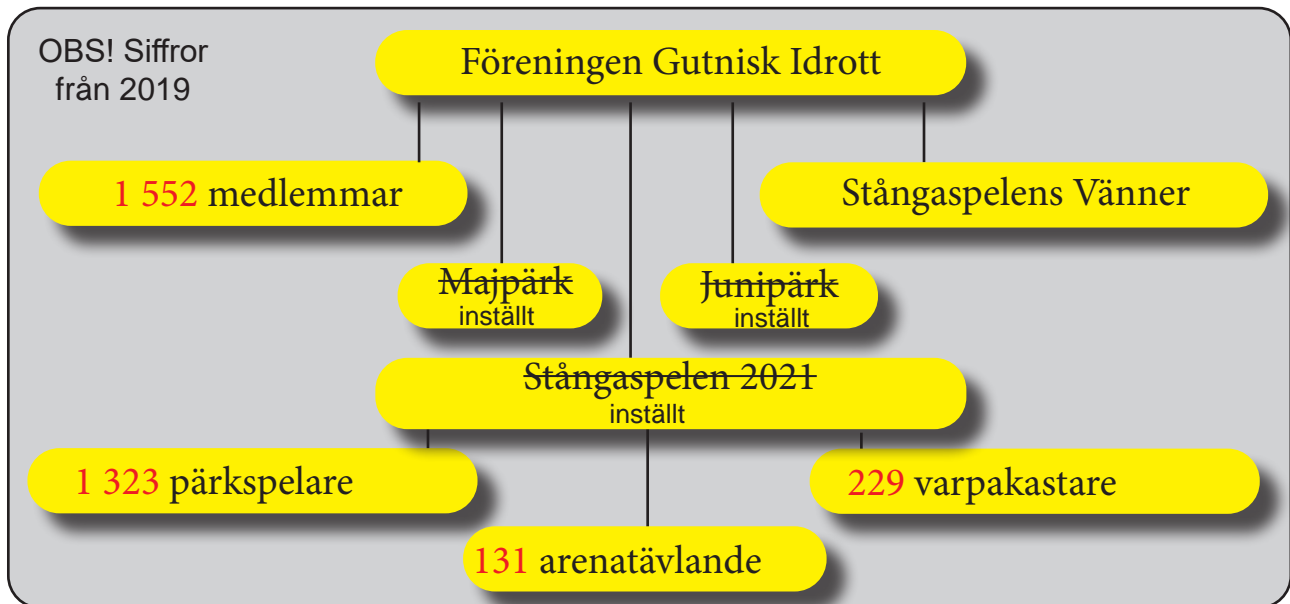 OBS! Siffror
från 2019
Föreningen Gutnisk Idrott
1 552 medlemmar
Stångaspelens Vänner
Majpärk
inställt
Junipärk
inställt
Stångaspelen 2021
inställt
1 323 pärkspelare
229 varpakastare
131 arenatävlande